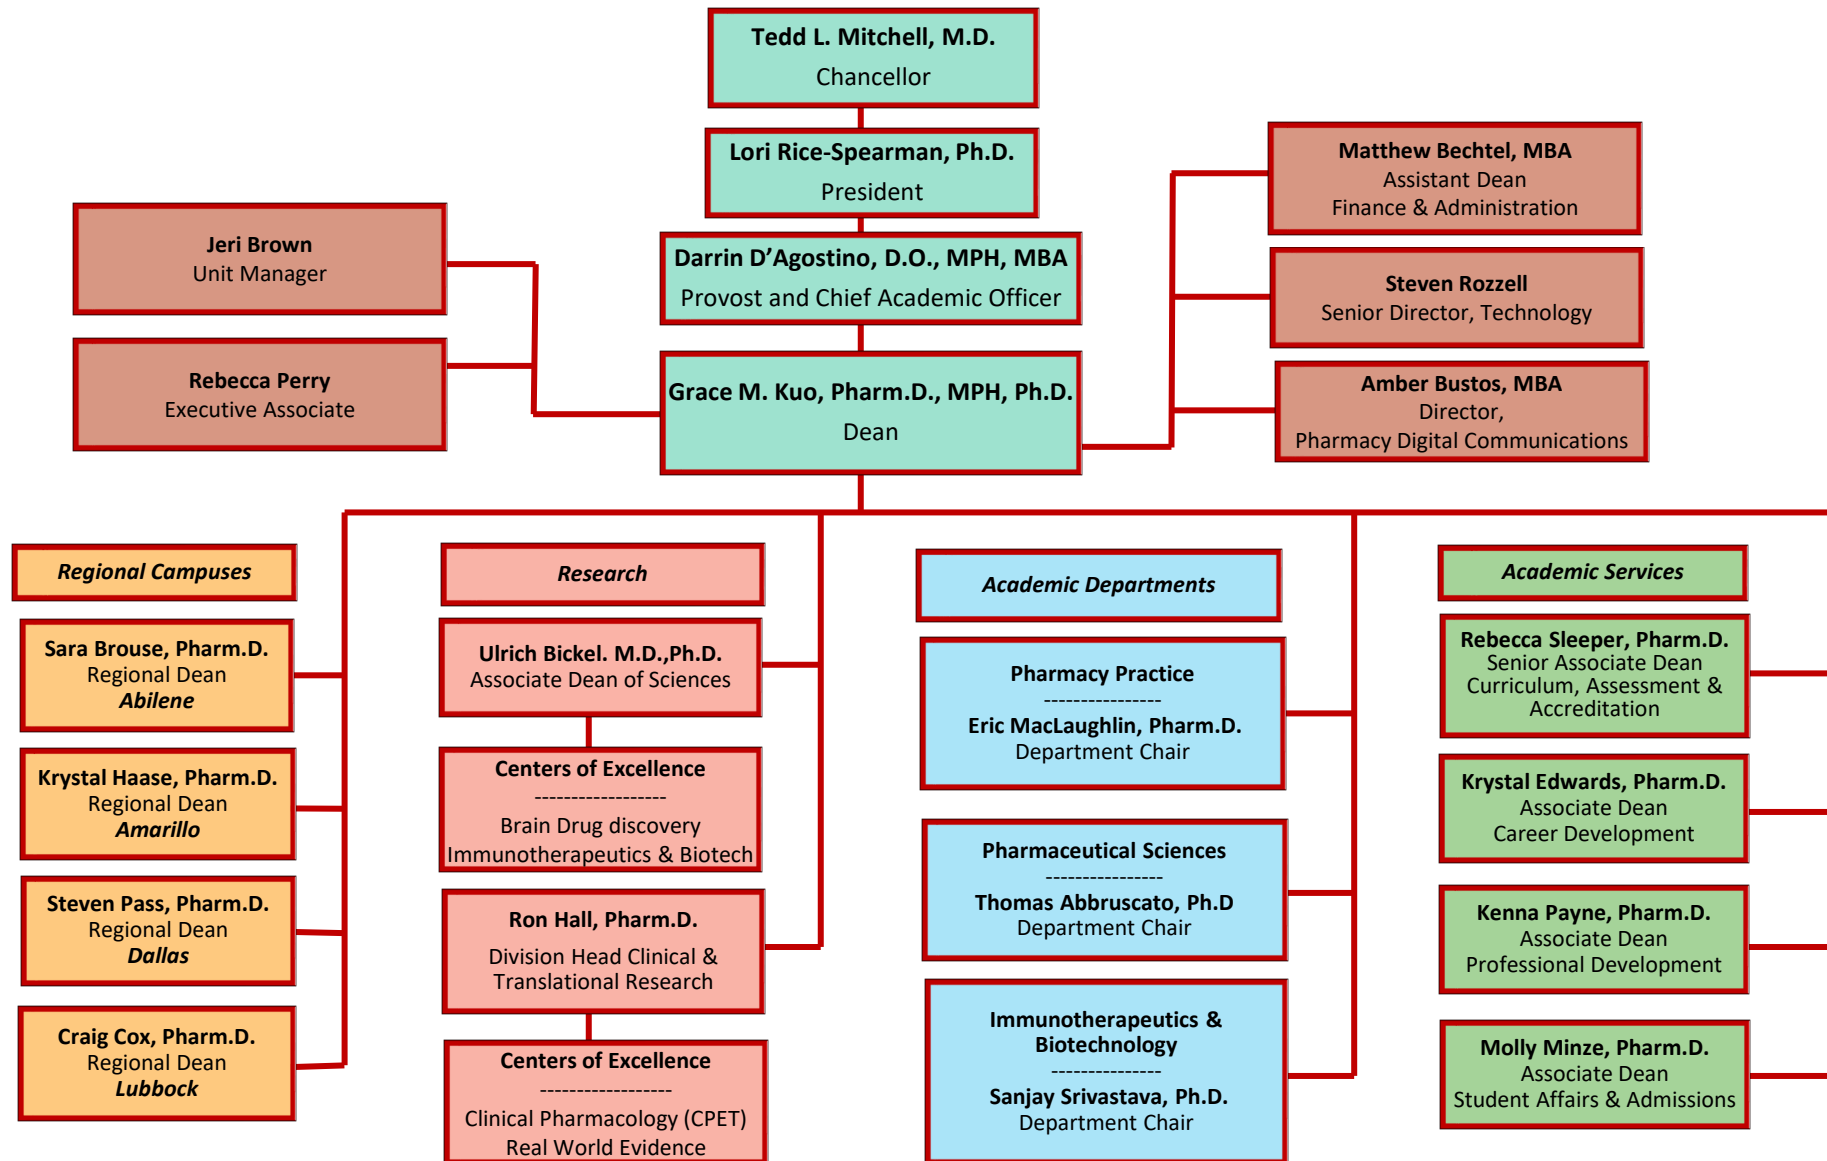 Tedd L. Mitchell, M.D.
Chancellor
Lori Rice-Spearman, Ph.D.
President
Darrin D’Agostino, D.O., MPH, MBA
Provost and Chief Academic Officer
Grace M. Kuo, Pharm.D., MPH, Ph.D.
Dean
Jeri Brown
Unit Manager
Rebecca Perry
Executive Associate
Matthew Bechtel, MBA
Assistant Dean
Finance & Administration
Steven Rozzell
Senior Director, Technology
Amber Bustos, MBA
Director,
Pharmacy Digital Communications
Regional Campuses
Sara Brouse, Pharm.D.
Regional Dean
Abilene
Krystal Haase, Pharm.D.
Regional Dean
Amarillo
Steven Pass, Pharm.D.
Regional Dean
Dallas
Craig Cox, Pharm.D.
Regional Dean
Lubbock
Research
Ulrich Bickel. M.D.,Ph.D.
Associate Dean of Sciences
Centers of Excellence
------------------
Brain Drug discovery
Immunotherapeutics & Biotech
Ron Hall, Pharm.D.
Division Head Clinical &
Translational Research
Centers of Excellence
------------------
Clinical Pharmacology (CPET)
Real World Evidence
Academic Departments
Pharmacy Practice
----------------
Eric MacLaughlin, Pharm.D.
Department Chair
Pharmaceutical Sciences
----------------
Thomas Abbruscato, Ph.D
Department Chair
Immunotherapeutics &
Biotechnology
---------------
Sanjay Srivastava, Ph.D.
Department Chair
Academic Services
Rebecca Sleeper, Pharm.D.
Senior Associate Dean
Curriculum, Assessment &
Accreditation
Krystal Edwards, Pharm.D.
Associate Dean
Career Development
Kenna Payne, Pharm.D.
Associate Dean
Professional Development
Molly Minze, Pharm.D.
Associate Dean
Student Affairs & Admissions